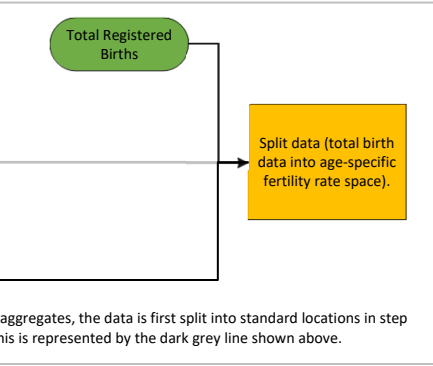 Total Registered
Births
Split data (total birth
data into age-specific
fertility rate space).
aggregates, the data is first split into standard locations in step
his is represented by the dark grey line shown above.